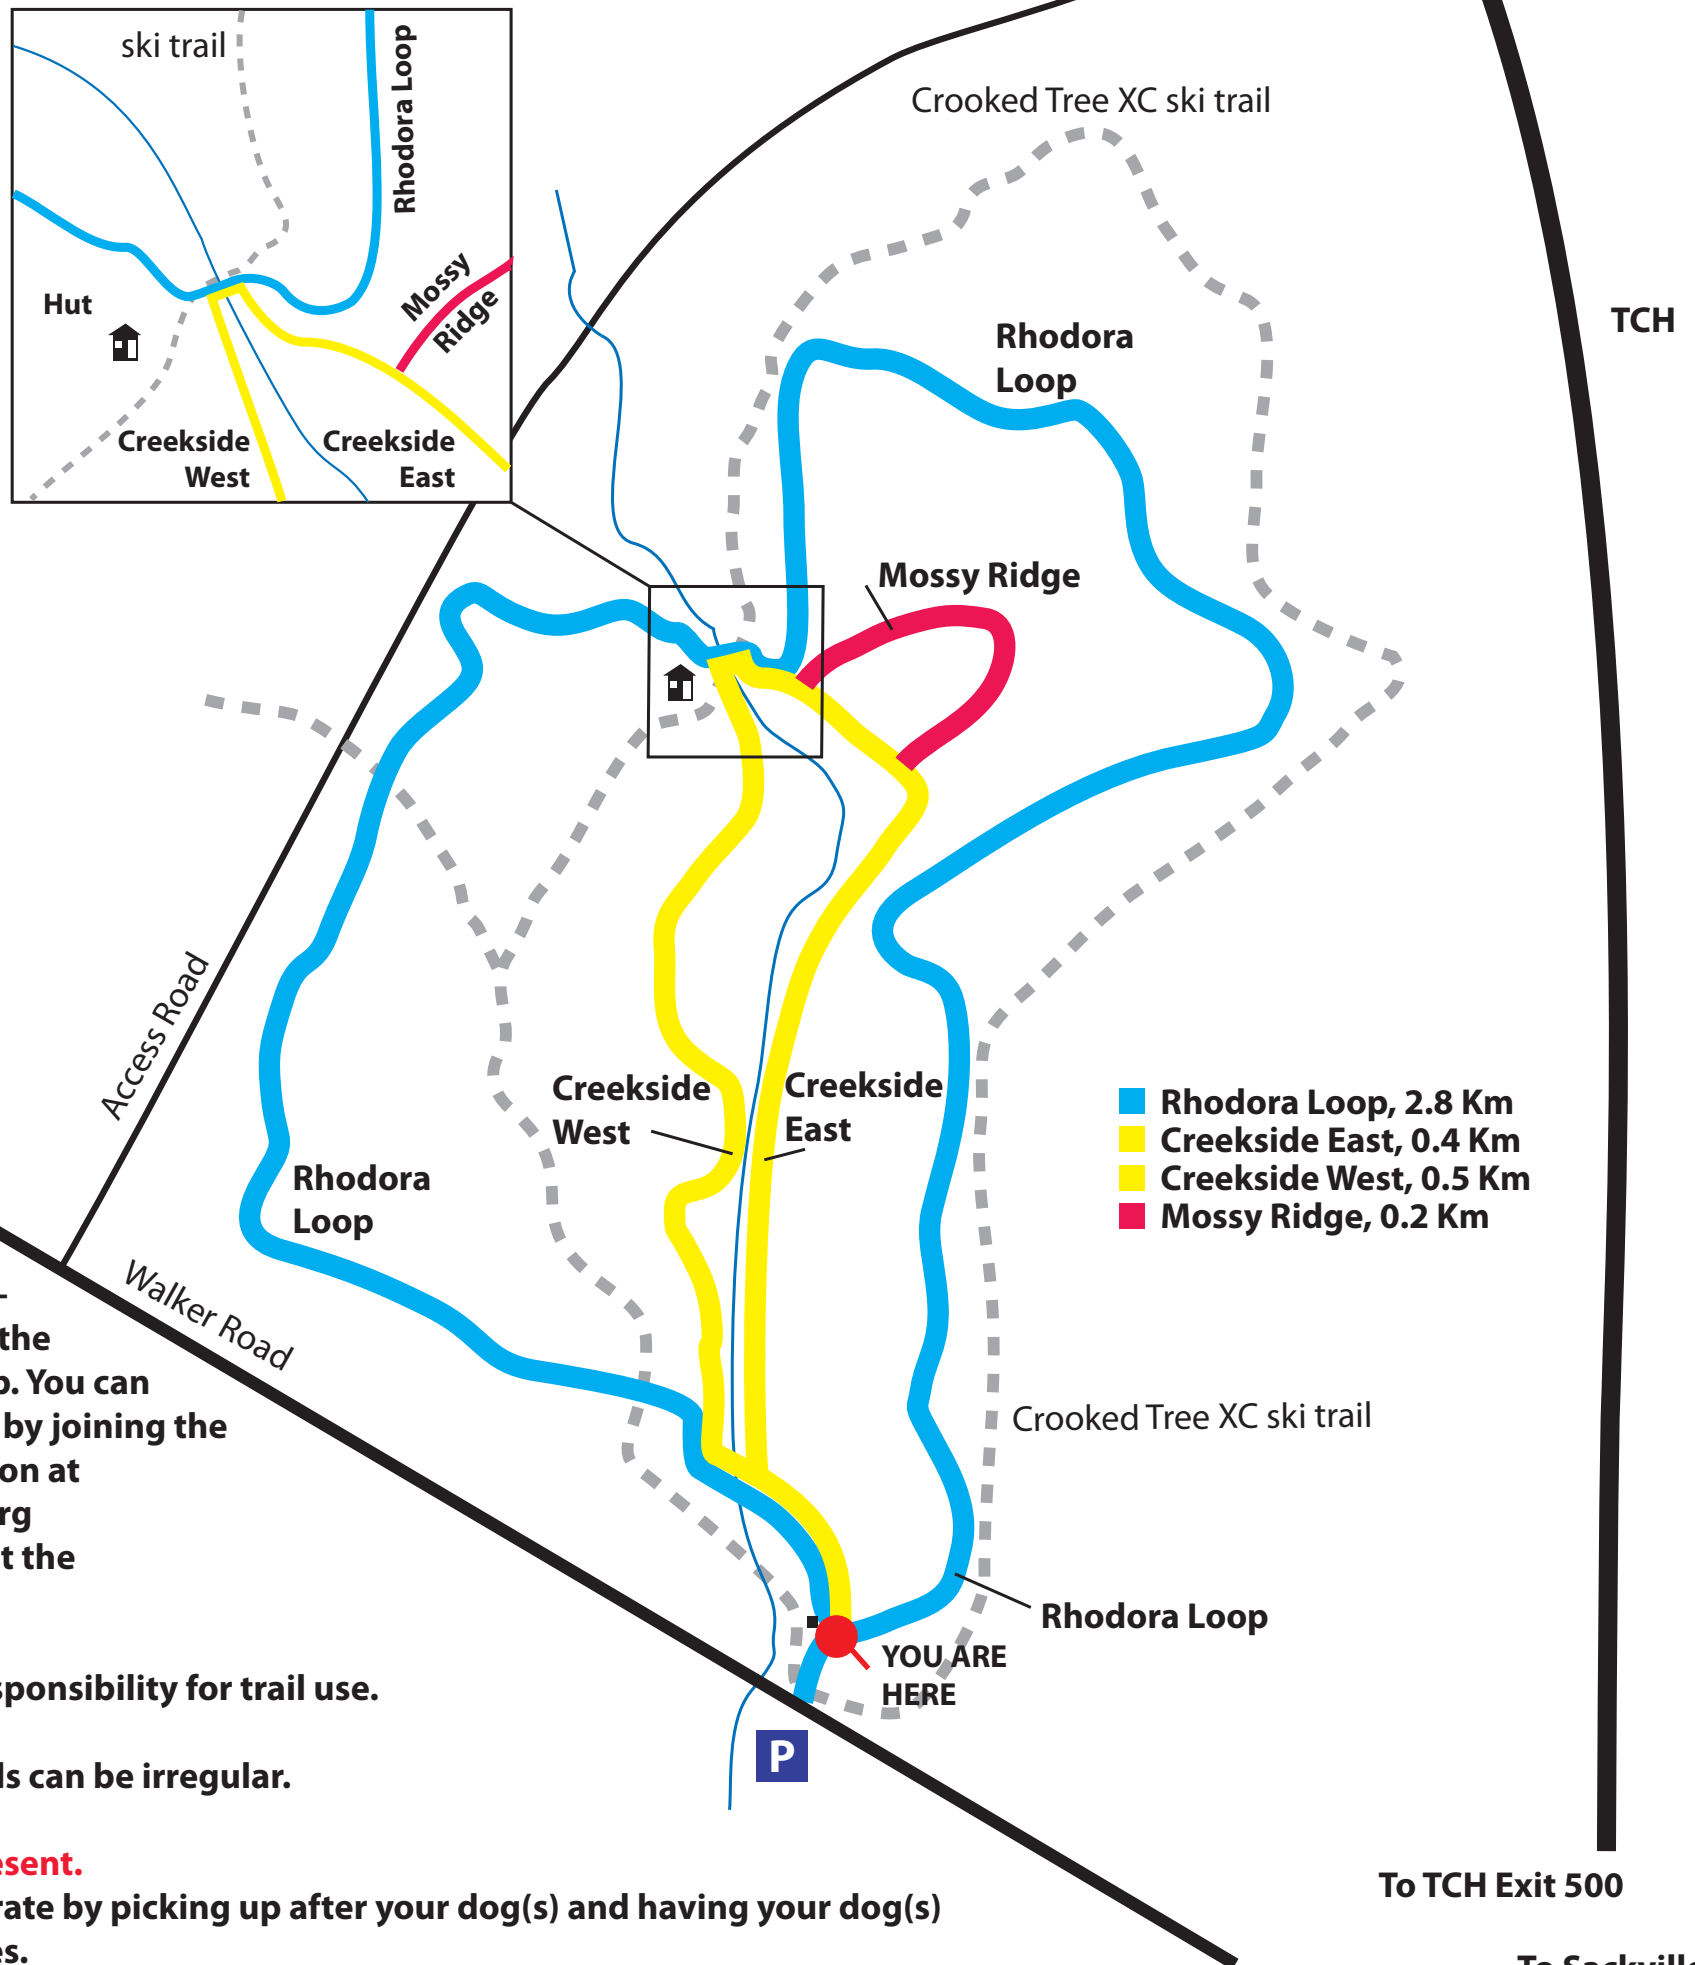 ski trail
Rhodora Loop
Mossy
Ridge
Hut
Creekside
West
Creekside
East
Crooked Tree XC ski trail
TCH
Rhodora
Loop
Mossy Ridge
Access Road
Creekside
West
Creekside
East
Rhodora Loop, 2.8 Km
Creekside East, 0.4 Km
Creekside West, 0.5 Km
Mossy Ridge, 0.2 Km
Rhodora
Loop
Walker Road
the
. You can
by joining the
on at
rg
t the
Crooked Tree XC ski trail
Rhodora Loop
YOU ARE
HERE
sponsibility for trail use.
P
ls can be irregular.
esent.
rate by picking up after your dog(s) and having your dog(s)
es.
To TCH Exit 500
To Sackville